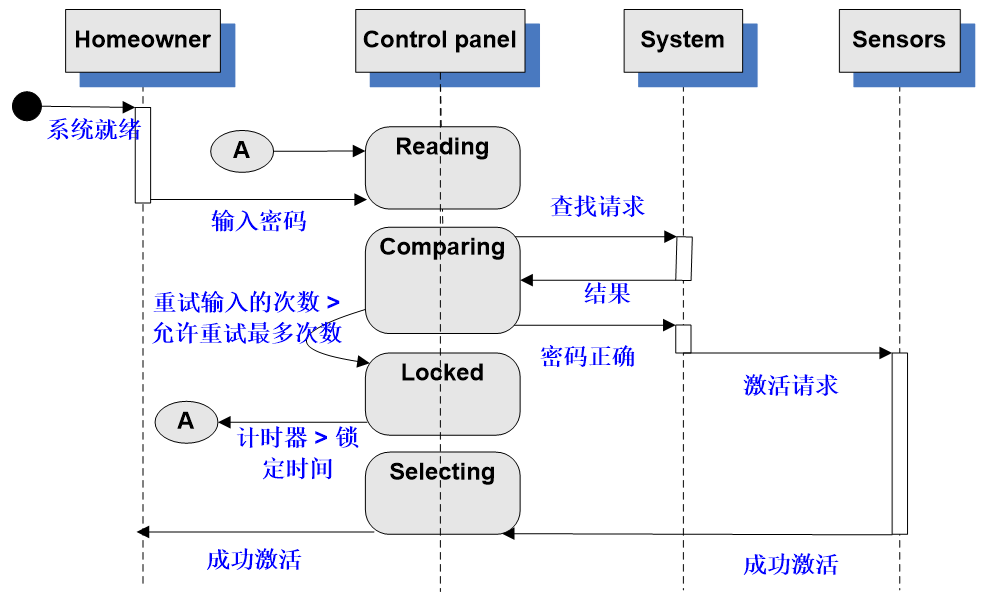 Homeowner
Control panel
System
Sensors
系统就绪
A
Reading
输入密码
查找请求
Comparing
结果
重试输入的次数 >
允许重试最多次数
密码正确
Locked
激活请求
A
计时器 > 锁
定时间
Selecting
成功激活
成功激活